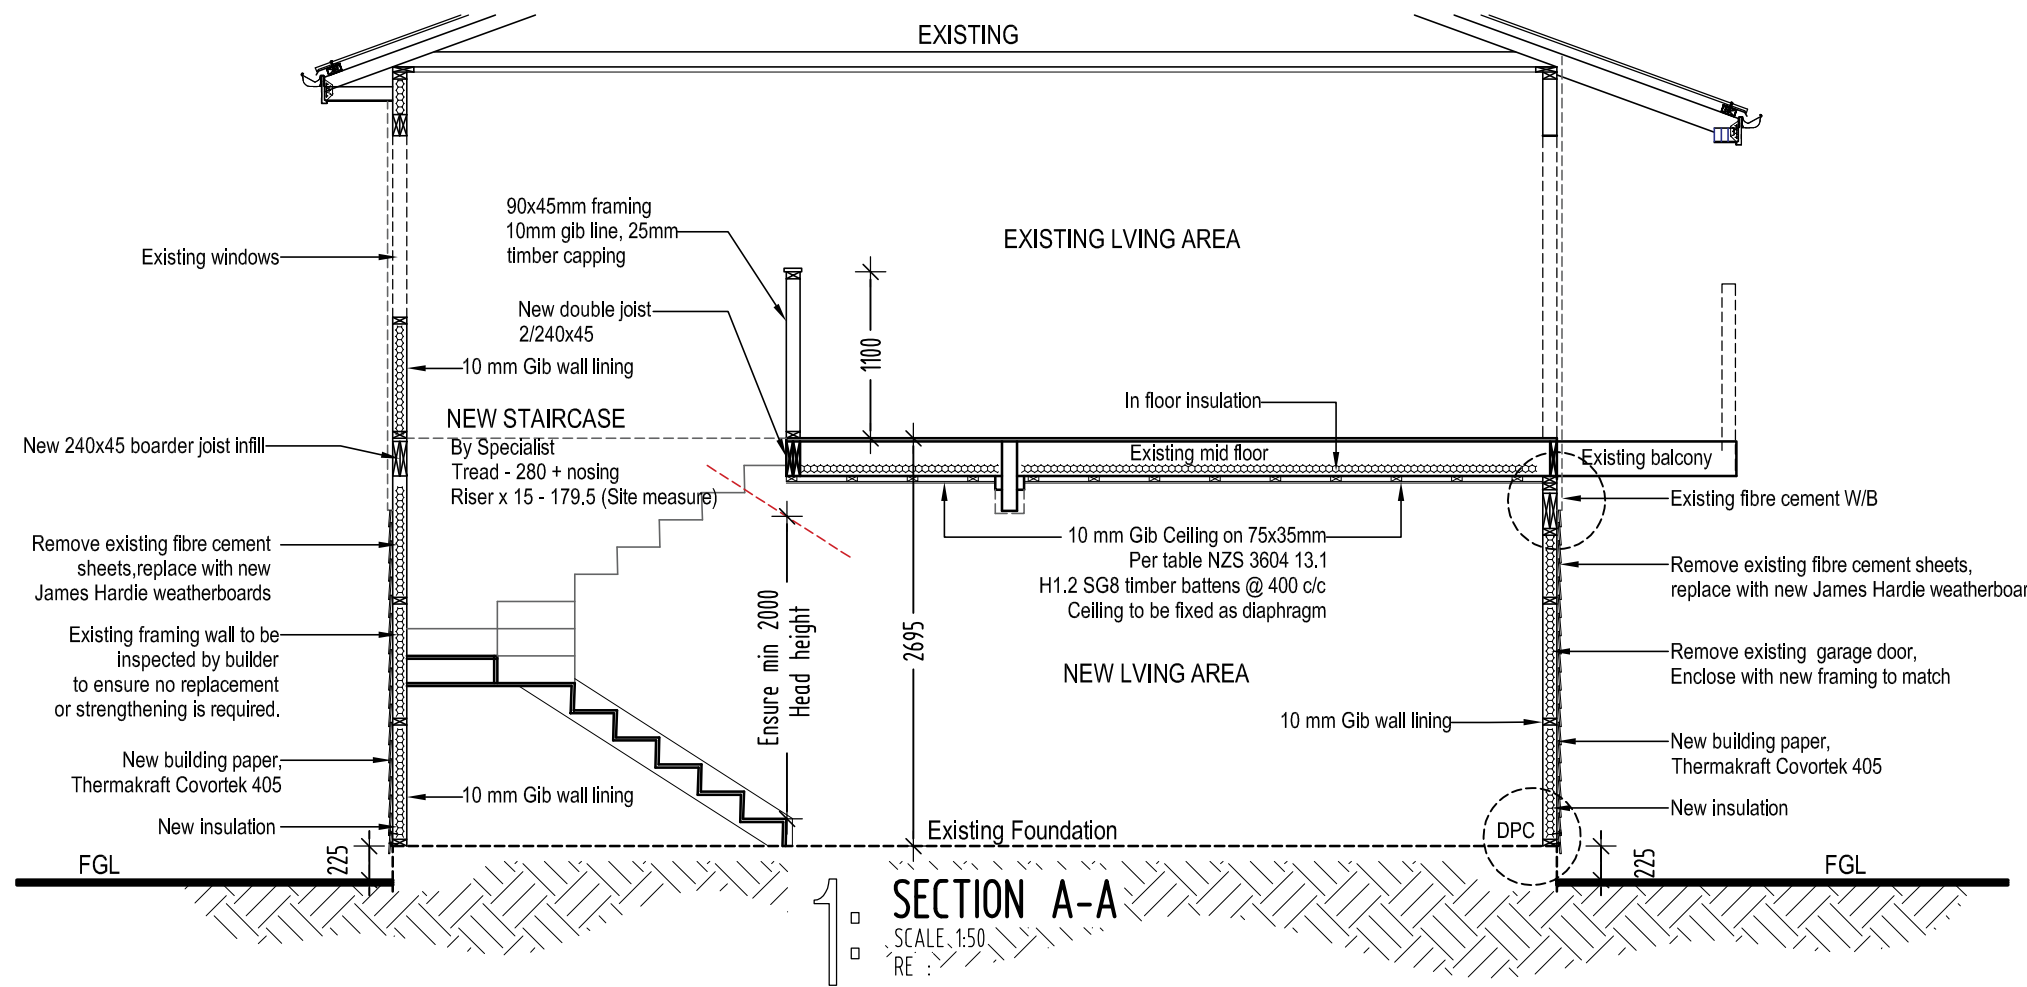 EXISTING
90x45mm framing
10mm gib line, 25mm
timber capping
EXISTING LVING AREA
Existing windows
New double joist
2/240x45
1100
10 mm Gib wall lining
In floor insulation
NEW STAIRCASE
By Specialist
Tread - 280 + nosing
Riser x 15 - 179.5 (Site measure)
New 240x45 boarder joist infill
Existing mid floor
Existing balcony
Existing fibre cement W/B
Remove existing fibre cement
sheets,replace with new
James Hardie weatherboards
10 mm Gib Ceiling on 75x35mm
Per table NZS 3604 13.1
H1.2 SG8 timber battens @ 400 c/c
Ceiling to be fixed as diaphragm
Remove existing fibre cement sheets,
replace with new James Hardie weatherboar
Existing framing wall to be
inspected by builder
to ensure no replacement
or strengthening is required.
Ensure min 2000
Head height
2695
NEW LVING AREA
Remove existing garage door,
Enclose with new framing to match
10 mm Gib wall lining
New building paper,
Thermakraft Covortek 405
New building paper,
Thermakraft Covortek 405
10 mm Gib wall lining
New insulation
New insulation
Existing Foundation
DPC
FGL
225
225
FGL
1:
SECTION A-A
SCALE 1:50
RE :